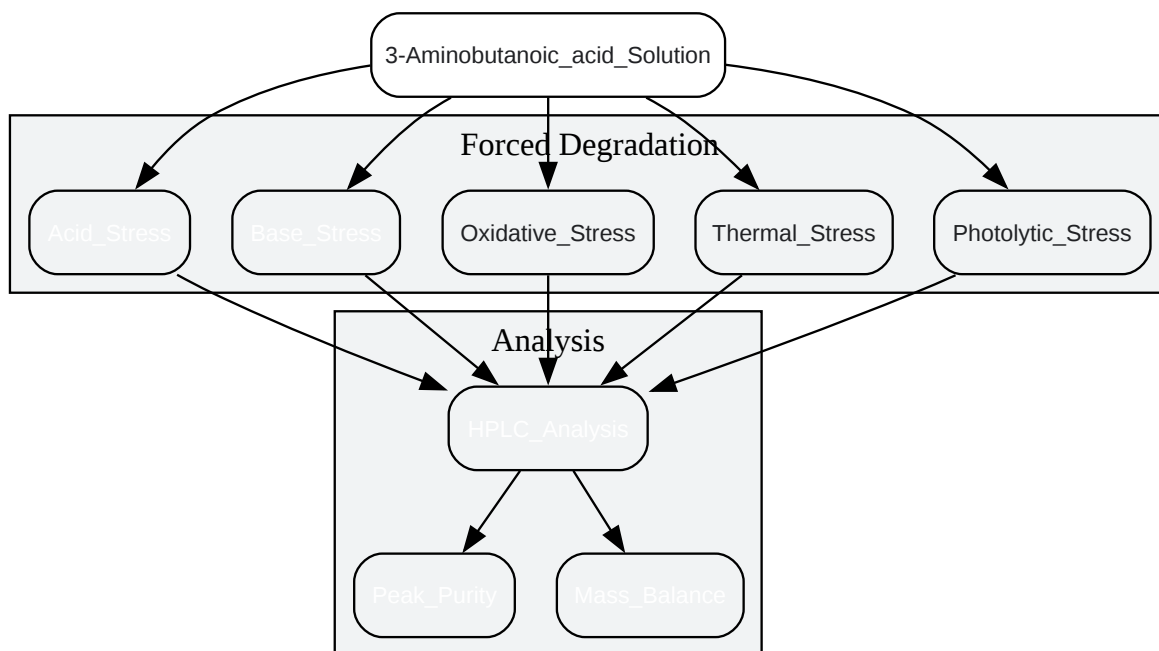 3-Aminobutanoic_acid_Solution
Forced Degradation
Acid_Stress
Base_Stress
Oxidative_Stress
Thermal_Stress
Photolytic_Stress
Analysis
HPLC_Analysis
Peak_Purity
Mass_Balance